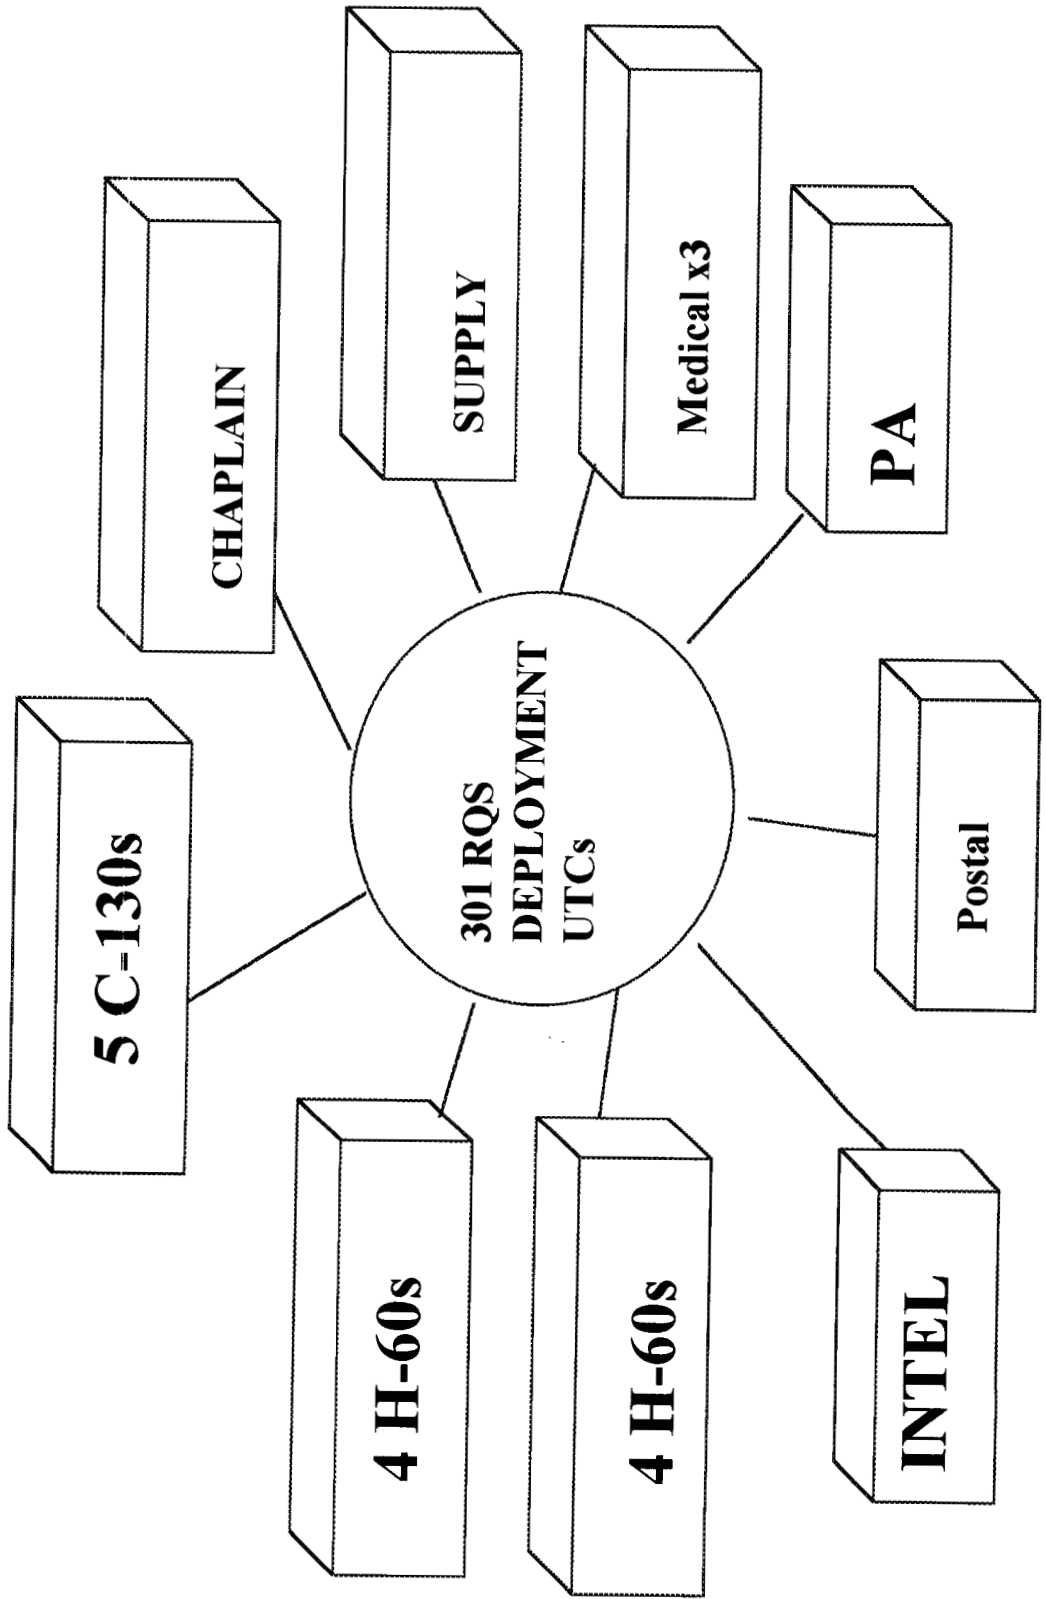 5 C-130s
CHAPLAIN
4 H-60s
SUPPLY
301 RQS
DEPLOYMENT
UTCs
4 H-60s
Medical x3
INTEL
Postal
PA